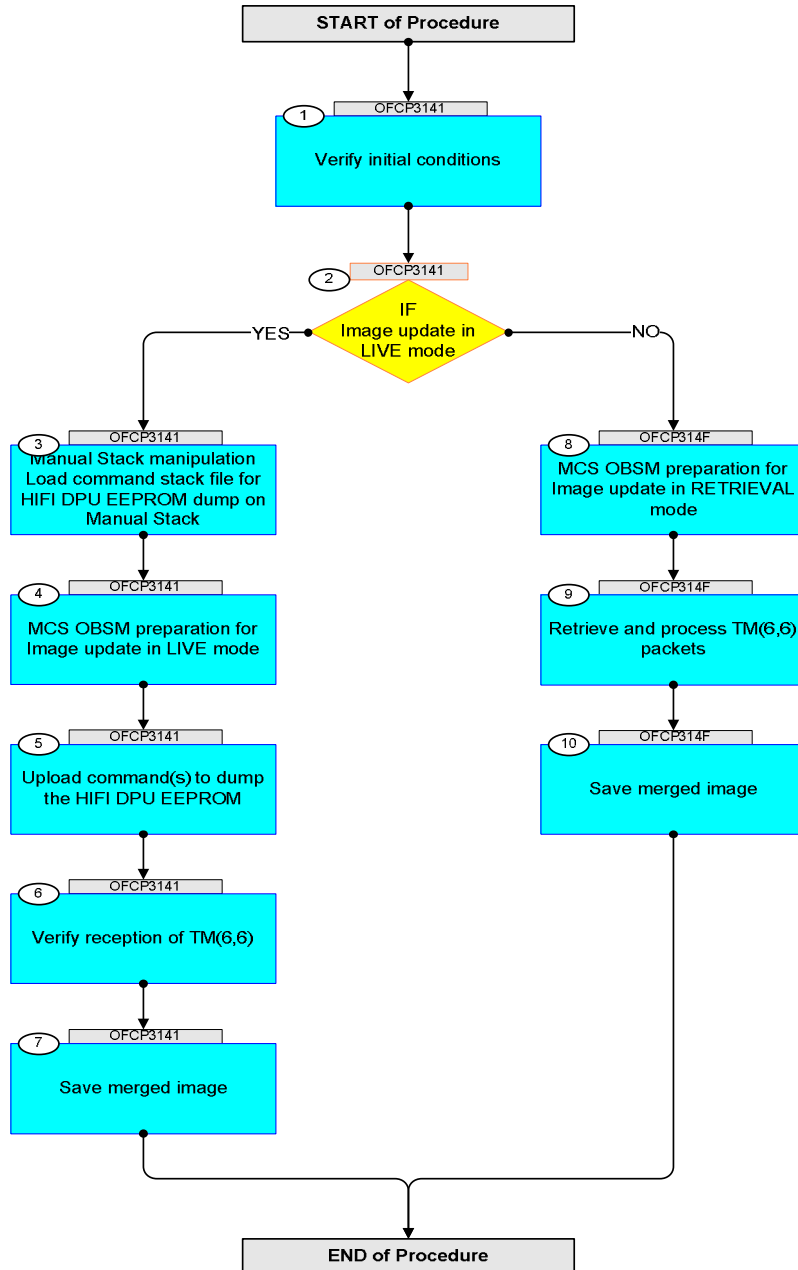 START of Procedure
OFCP3141
1
Verify initial conditions
OFCP3141
2
IF
Image update in
LIVE mode
YES
NO
OFCP3141
3
Manual Stack manipulation
Load command stack file for
HIFI DPU EEPROM dump on
Manual Stack
OFCP314F
8
MCS OBSM preparation for
Image update in RETRIEVAL
mode
OFCP3141
4
MCS OBSM preparation for
Image update in LIVE mode
OFCP314F
9
Retrieve and process TM(6,6)
packets
OFCP3141
5
Upload command(s) to dump
the HIFI DPU EEPROM
OFCP314F
10
Save merged image
OFCP3141
6
Verify reception of TM(6,6)
OFCP3141
7
Save merged image
END of Procedure